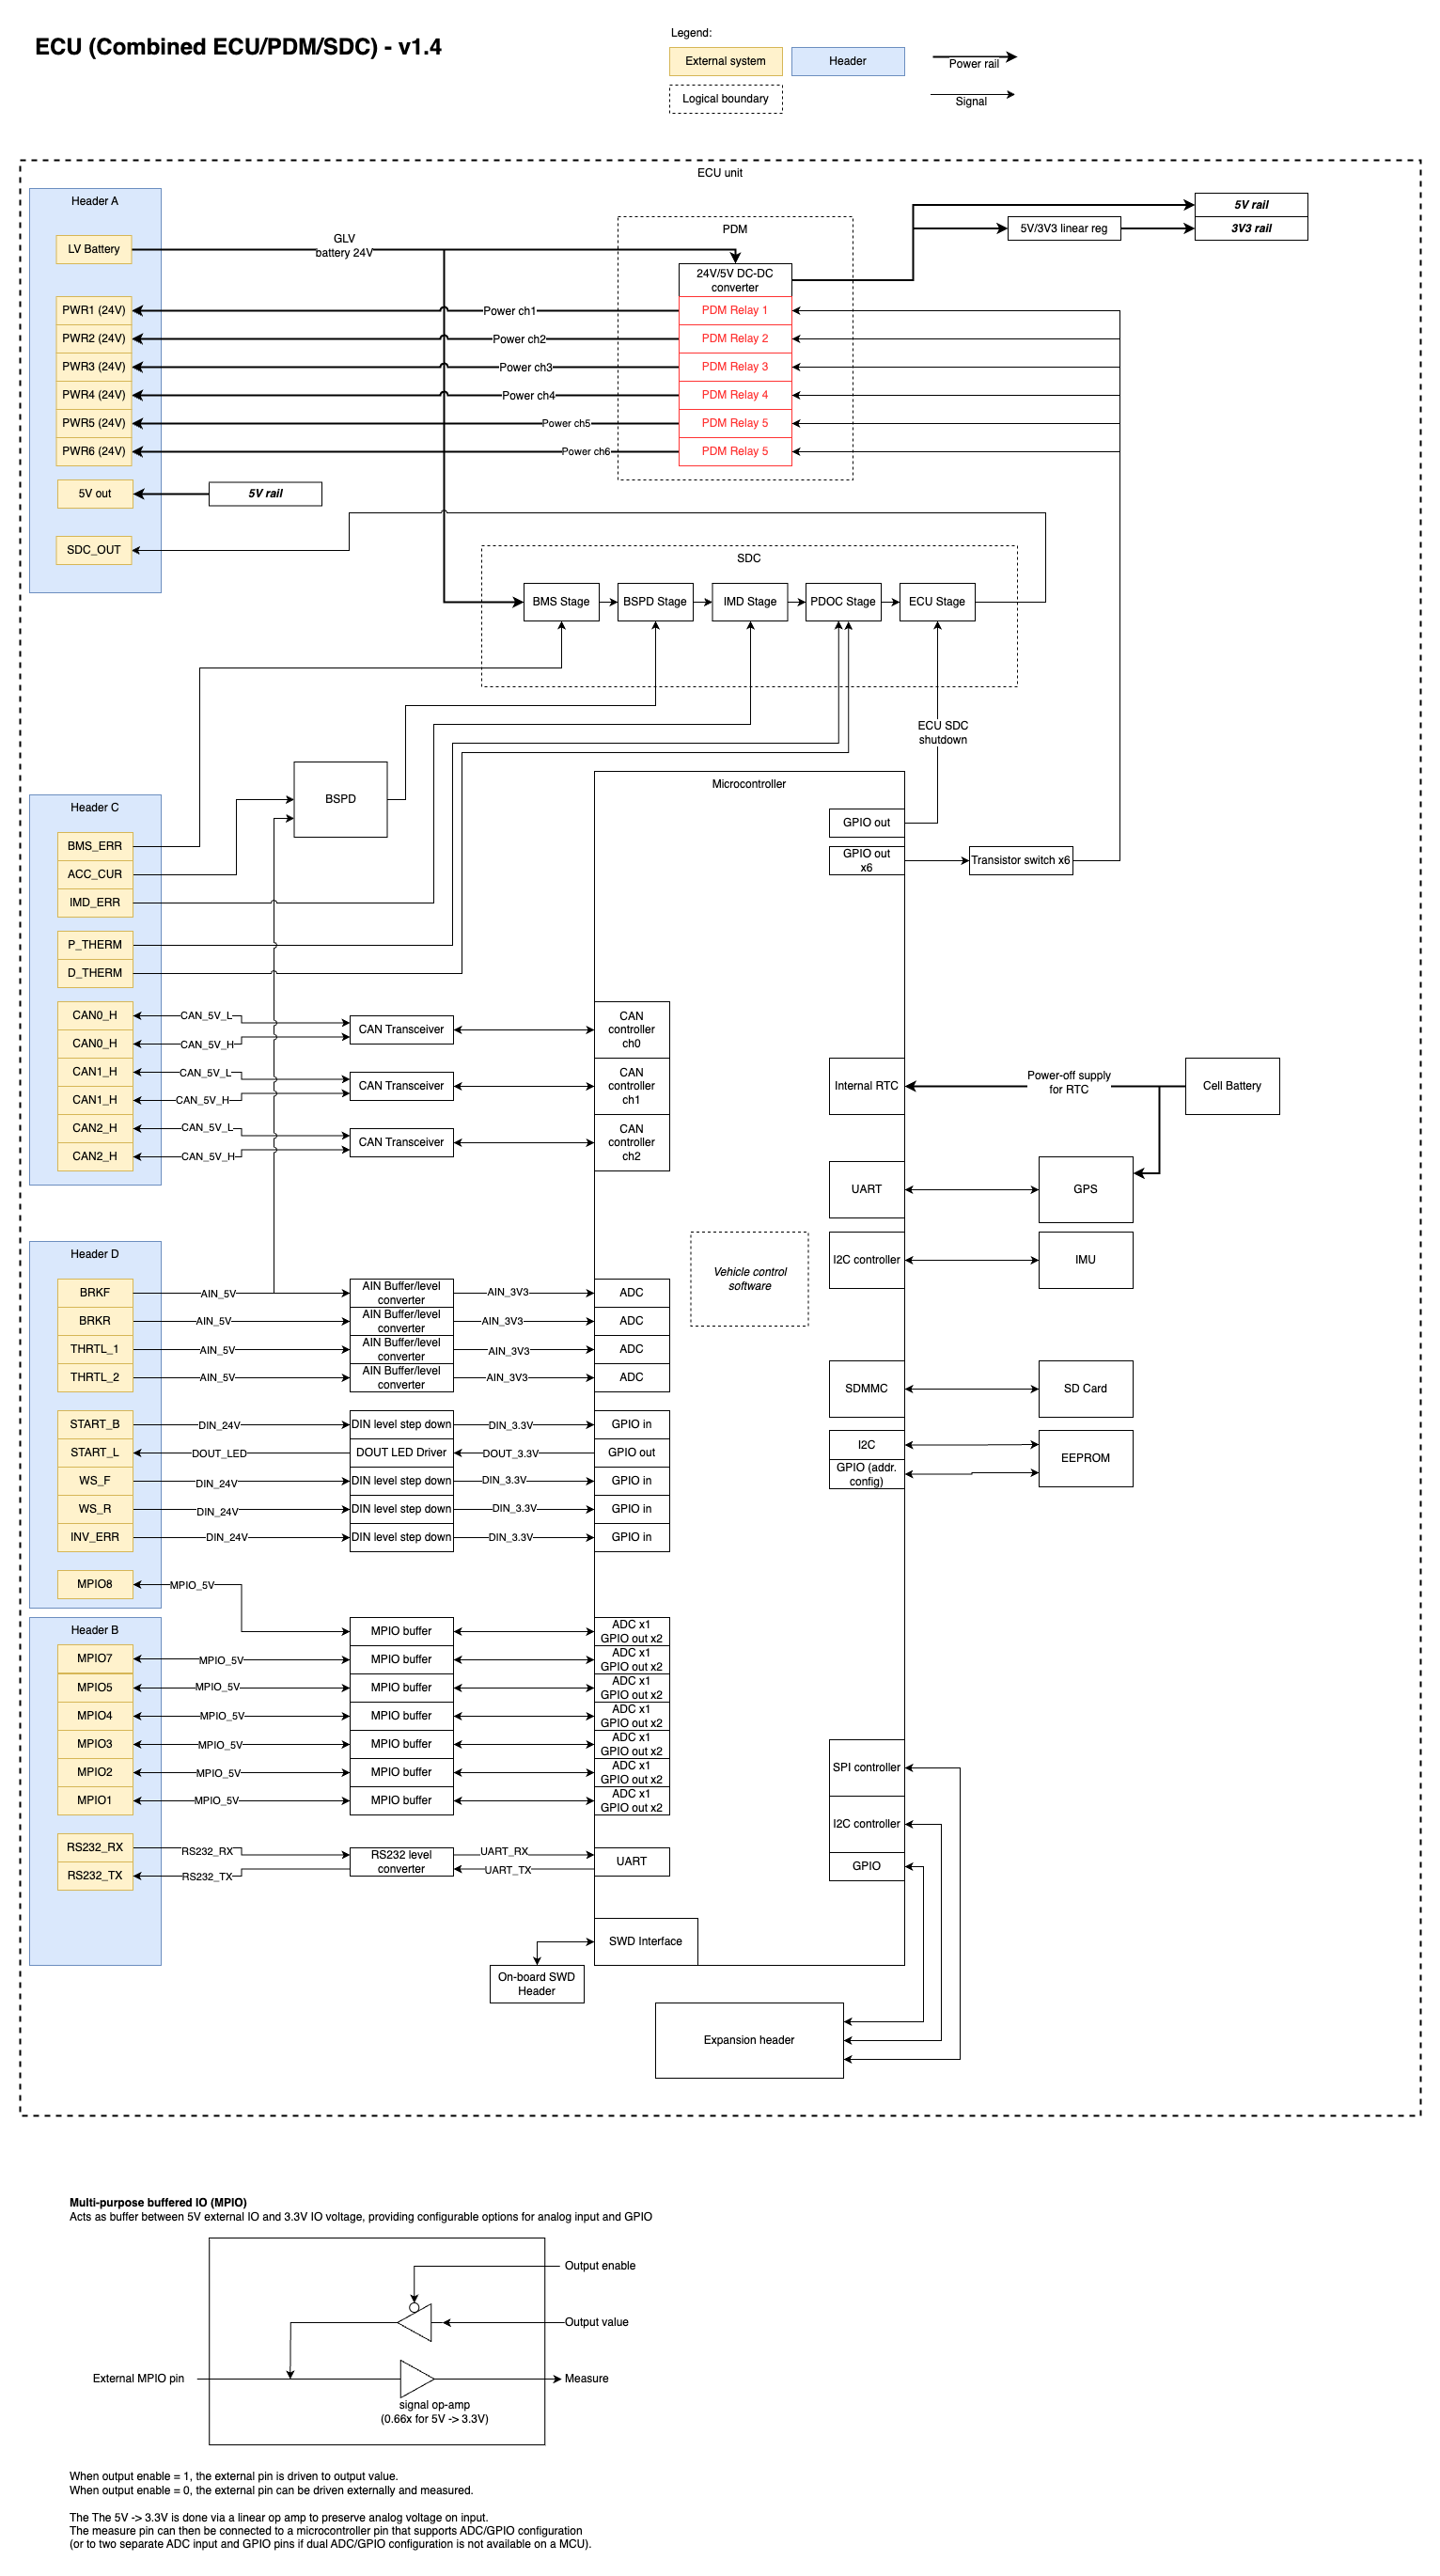 ECU (Combined ECU/PDM/SDC) - v1.4
Legend:
External system
Header
Power rail
Logical boundary
Signal
ECU unit
Header A
LV Battery
GLV
battery 24V
PDM
24V/5V DC-DC
converter
5V rail
5V/3V3 linear reg
3V3 rail
PWR1 (24V)
Power ch1
PDM Relay 1
PWR2 (24V)
Power ch2
PDM Relay 2
PWR3 (24V)
Power ch3
PDM Relay 3
PWR4 (24V)
Power ch4
PDM Relay 4
PWR5 (24V)
Power ch5
PDM Relay 5
PWR6 (24V)
Power ch6
PDM Relay 5
5V out
5V rail
SDC_OUT
SDC
BMS Stage
BSPD Stage
IMD Stage
PDOC Stage
ECU Stage
ECU SDC
shutdown
BSPD
Microcontroller
GPIO out
GPIO out
x6
Transistor switch x6
Header C
BMS_ERR
ACC_CUR
IMD_ERR
P_THERM
D_THERM
CAN0_H
CAN_5V_L
CAN0_H
CAN_5V_H
CAN Transceiver
CAN
controller
ch0
CAN1_H
CAN_5V_L
CAN1_H
CAN_5V_H
CAN Transceiver
CAN
controller
ch1
CAN2_H
CAN_5V_L
CAN2_H
CAN_5V_H
CAN Transceiver
CAN
controller
ch2
Internal RTC
Power-off supply
for RTC
Cell Battery
UART
GPS
I2C controller
IMU
Vehicle control
software
SDMMC
SD Card
I2C
GPIO (addr.
config)
EEPROM
Header D
BRKF
AIN_5V
AIN Buffer/level
converter
AIN_3V3
ADC
BRKR
AIN_5V
AIN Buffer/level
converter
AIN_3V3
ADC
THRTL_1
AIN_5V
AIN Buffer/level
converter
AIN_3V3
ADC
THRTL_2
AIN_5V
AIN Buffer/level
converter
AIN_3V3
ADC
START_B
DIN_24V
DIN level step down
DIN_3.3V
GPIO in
START_L
DOUT_LED
DOUT LED Driver
DOUT_3.3V
GPIO out
WS_F
DIN_24V
DIN level step down
DIN_3.3V
GPIO in
WS_R
DIN_24V
DIN level step down
DIN_3.3V
GPIO in
INV_ERR
DIN_24V
DIN level step down
DIN_3.3V
GPIO in
MPIO8
MPIO_5V
MPIO buffer
ADC x1
GPIO out x2
Header B
MPIO7
MPIO_5V
MPIO buffer
ADC x1
GPIO out x2
MPIO5
MPIO_5V
MPIO buffer
ADC x1
GPIO out x2
MPIO4
MPIO_5V
MPIO buffer
ADC x1
GPIO out x2
MPIO3
MPIO_5V
MPIO buffer
ADC x1
GPIO out x2
MPIO2
MPIO_5V
MPIO buffer
ADC x1
GPIO out x2
MPIO1
MPIO_5V
MPIO buffer
ADC x1
GPIO out x2
RS232_RX
RS232_RX
RS232_TX
RS232_TX
RS232 level
converter
UART_RX
UART_TX
UART
SPI controller
I2C controller
GPIO
SWD Interface
On-board SWD
Header
Expansion header
Multi-purpose buffered IO (MPIO)
Acts as buffer between 5V external IO and 3.3V IO voltage, providing configurable options for analog input and GPIO
Output enable
Output value
External MPIO pin
Measure
signal op-amp
(0.66x for 5V -> 3.3V)
When output enable = 1, the external pin is driven to output value.
When output enable = 0, the external pin can be driven externally and measured.
The The 5V -> 3.3V is done via a linear op amp to preserve analog voltage on input.
The measure pin can then be connected to a microcontroller pin that supports ADC/GPIO configuration
(or to two separate ADC input and GPIO pins if dual ADC/GPIO configuration is not available on a MCU).